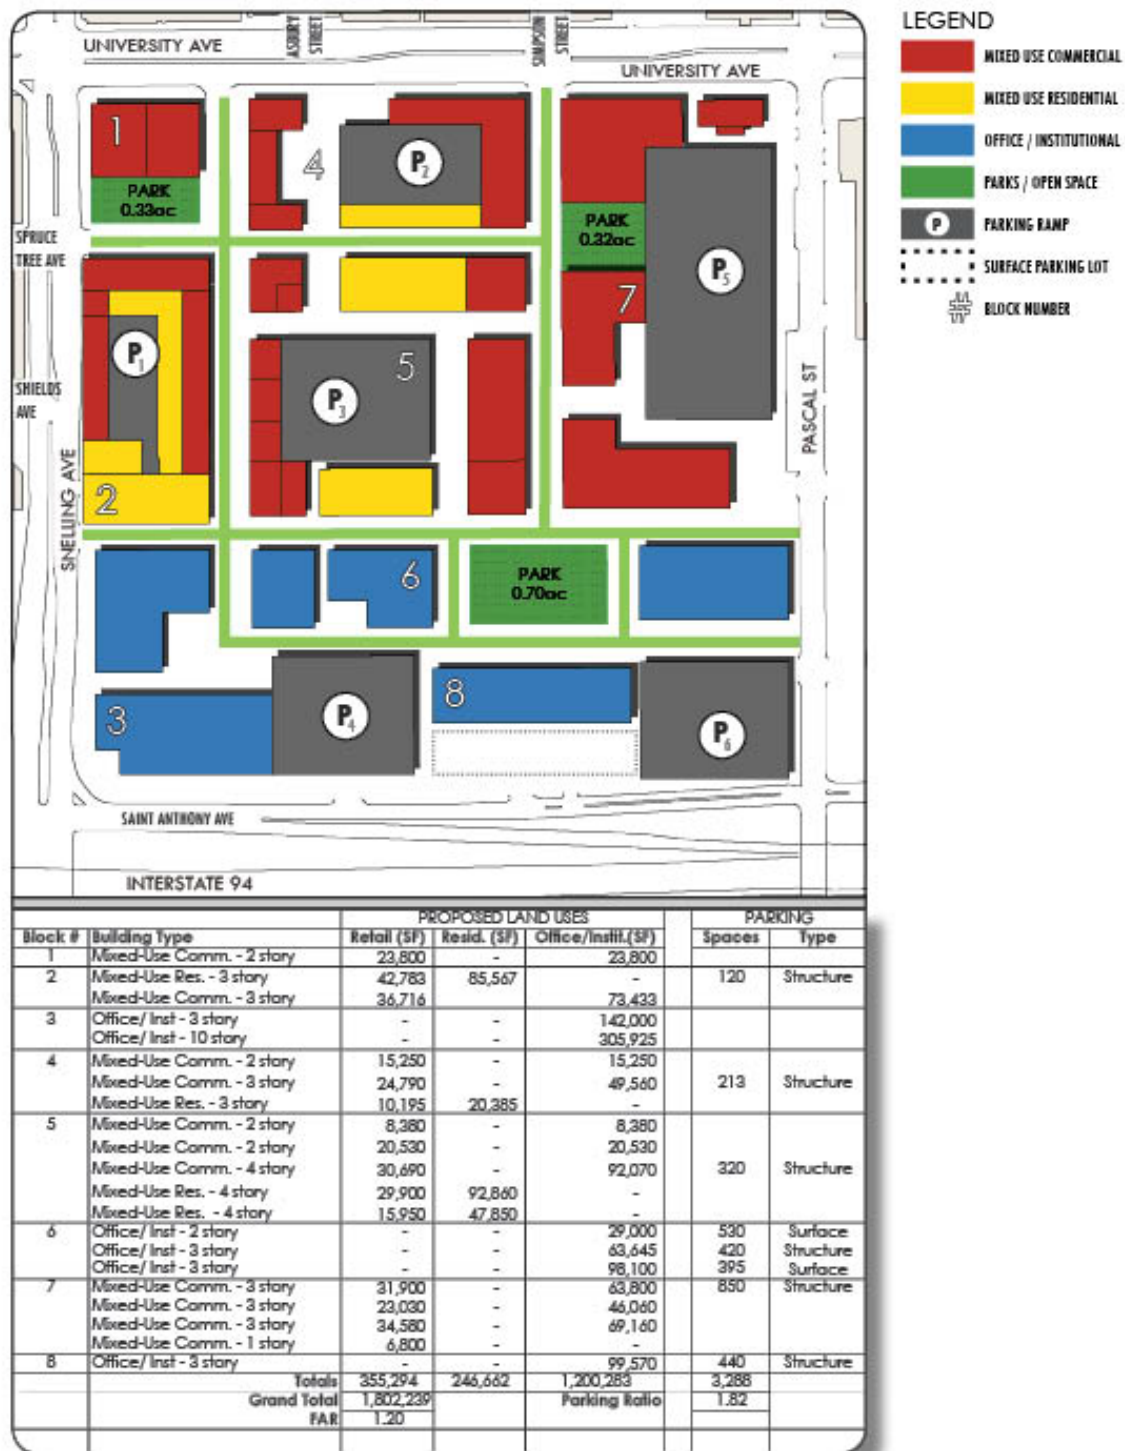 LEGEND
MIXED USE COMMERCIAL
MIXED USE RESIDENTIAL
OFFICE / INSTITUTIONAL
PARKS / OPEN SPACE
P PARKING RAMP
SURFACE PARKING LOT
# BLOCK NUMBER
UNIVERSITY AVE
ASBURY STREET
SIMPSON STREET
UNIVERSITY AVE
1
PARK
0.33ac
4
P2
PARK
0.32ac
P5
SPRUCE
TREE AVE
7
P1
5
P3
SHIELDS
AVE
PASCAL ST
SNELLING AVE
2
6
PARK
0.70ac
3
P4
8
P6
SAINT ANTHONY AVE
INTERSTATE 94
PROPOSED LAND USES PARKING
Block # Building Type Retail (SF) Resid. (SF) Office/Instit.(SF) Spaces Type
1 Mixed-Use Comm. - 2 story 23,800 - 23,800
2 Mixed-Use Res. - 3 story 42,783 85,567 - 120 Structure
Mixed-Use Comm. - 3 story 36,716 73,433
3 Office/ Inst - 3 story - - 142,000
Office/ Inst - 10 story - - 305,925
4 Mixed-Use Comm. - 2 story 15,250 - 15,250
Mixed-Use Comm. - 3 story 24,790 - 49,560 213 Structure
Mixed-Use Res. - 3 story 10,195 20,385 -
5 Mixed-Use Comm. - 2 story 8,380 - 8,380
Mixed-Use Comm. - 2 story 20,530 - 20,530
Mixed-Use Comm. - 4 story 30,690 - 92,070 320 Structure
Mixed-Use Res. - 4 story 29,900 92,860 -
Mixed-Use Res. - 4 story 15,950 47,850 -
6 Office/ Inst - 2 story - - 29,000 530 Surface
Office/ Inst - 3 story - - 63,645 420 Structure
Office/ Inst - 3 story - - 98,100 395 Surface
7 Mixed-Use Comm. - 3 story 31,900 - 63,800 850 Structure
Mixed-Use Comm. - 3 story 23,030 - 46,060
Mixed-Use Comm. - 3 story 34,580 - 69,160
Mixed-Use Comm. - 1 story 6,800 - -
8 Office/ Inst - 3 story - - 99,570 440 Structure
Totals 355,294 246,662 1,200,283 3,288
Grand Total 1,802,239 Parking Ratio 1.82
FAR 1.20